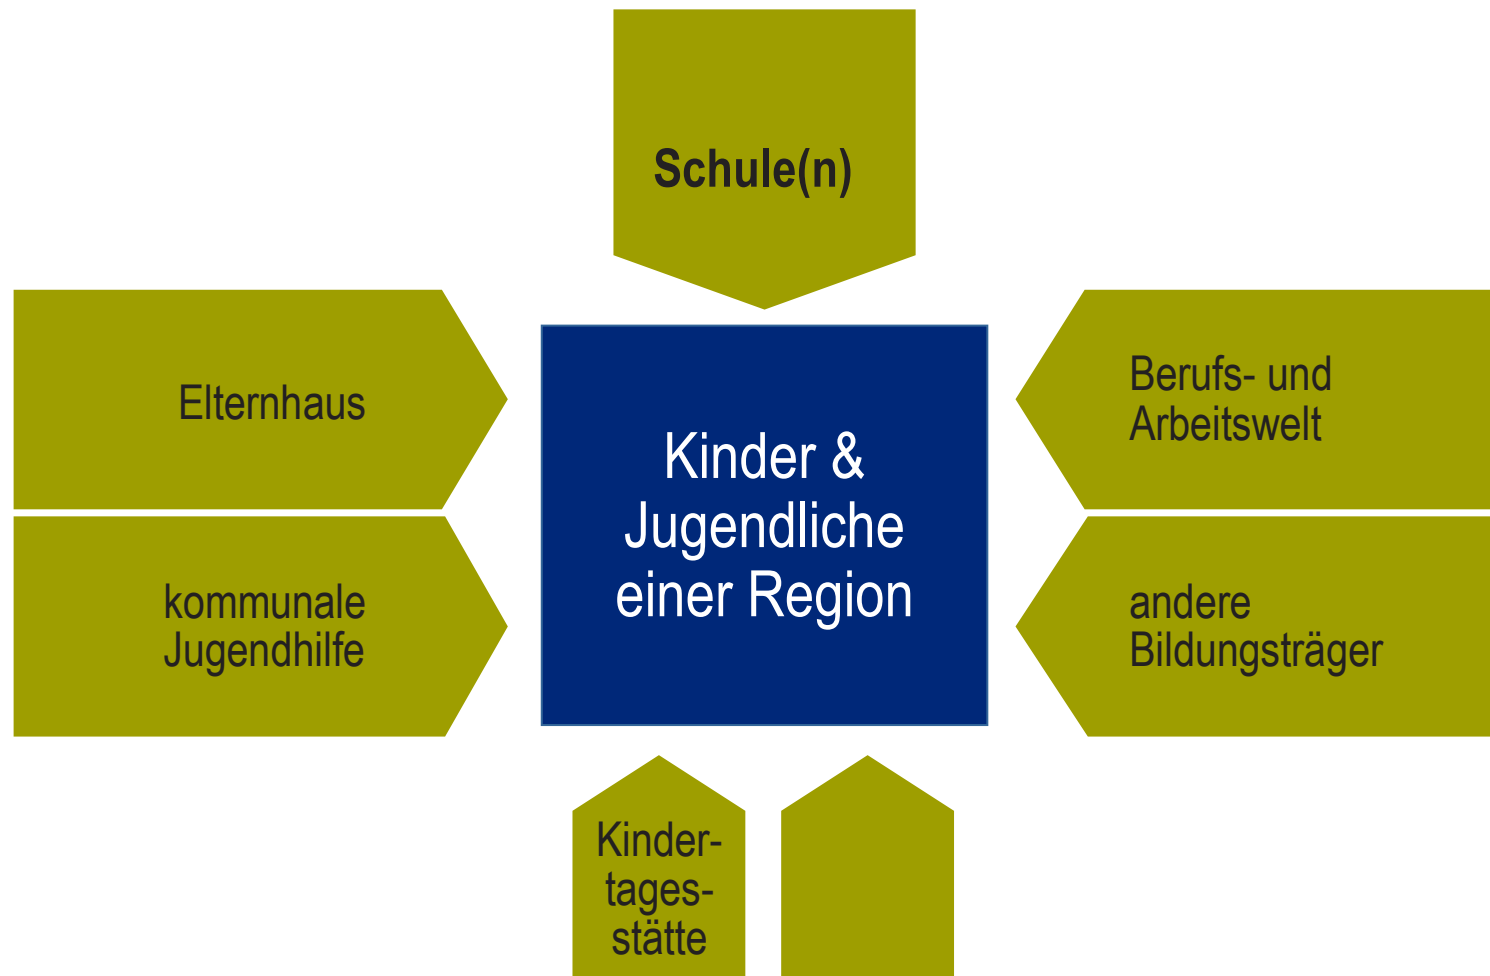 Schule(n)
Elternhaus
Berufs- und
Arbeitswelt
Kinder &
Jugendliche
einer Region
kommunale
Jugendhilfe
andere
Bildungsträger
Kinder-
tages-
stätte